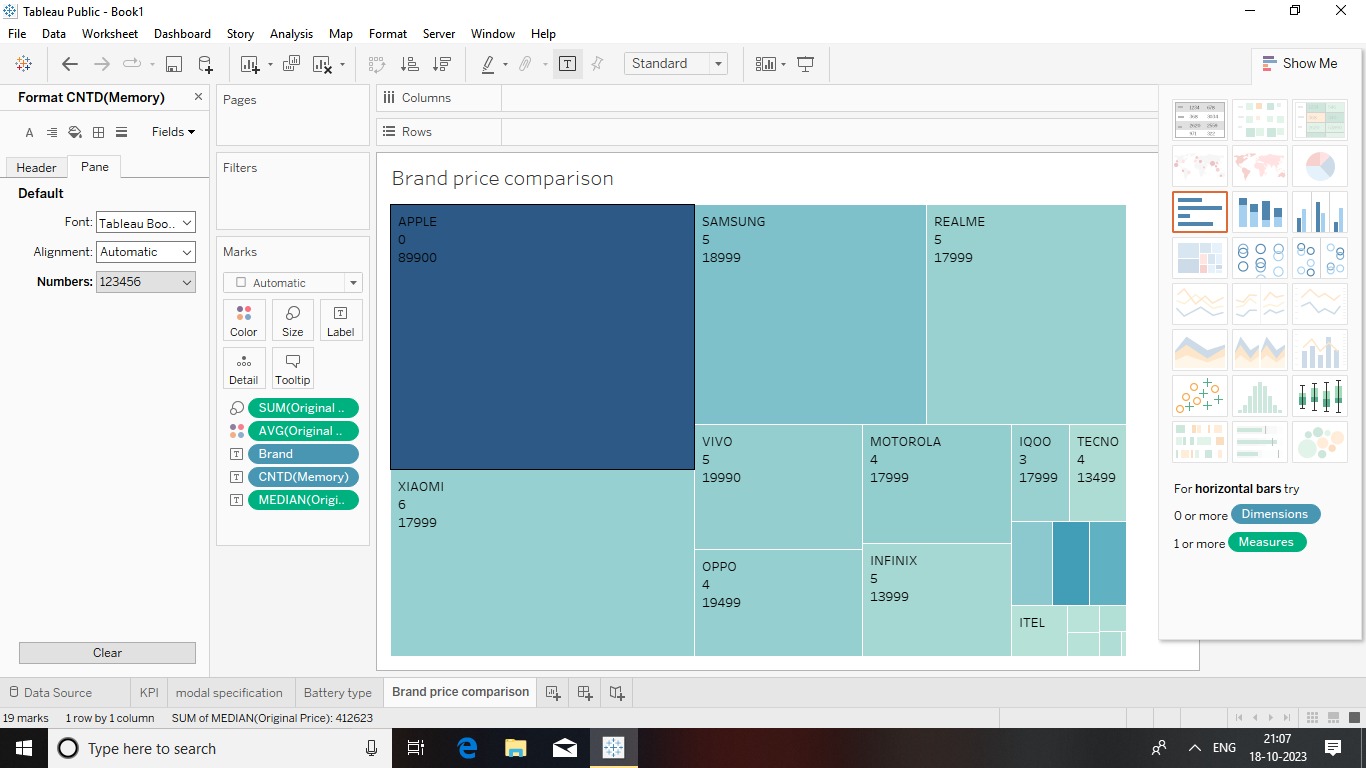 Tableau Public - Book1
File Data Worksheet Dashboard Story Analysis Map Format Server Window Help
Standard
Show Me
Format CNTD(Memory)
Fields
Header Pane
Default
Font: Tableau Boo..
Alignment: Automatic
Numbers: 123456
Clear
Pages
Filters
Marks
Automatic
Color Size Label
Detail Tooltip
SUM(Original ..
AVG(Original ..
Brand
CNTD(Memory)
MEDIAN(Origi..
Columns
Rows
Brand price comparison
APPLE
0
89900
SAMSUNG
5
18999
REALME
5
17999
XIAOMI
6
17999
VIVO
5
19990
MOTOROLA
4
17999
IQOO
3
17999
TECNO
4
13499
OPPO
4
19499
INFINIX
5
13999
ITEL
For horizontal bars try
0 or more Dimensions
1 or more Measures
Data Source KPI modal specification Battery type Brand price comparison
19 marks 1 row by 1 column SUM of MEDIAN(Original Price): 412623
Type here to search
ENG
21:07
18-10-2023